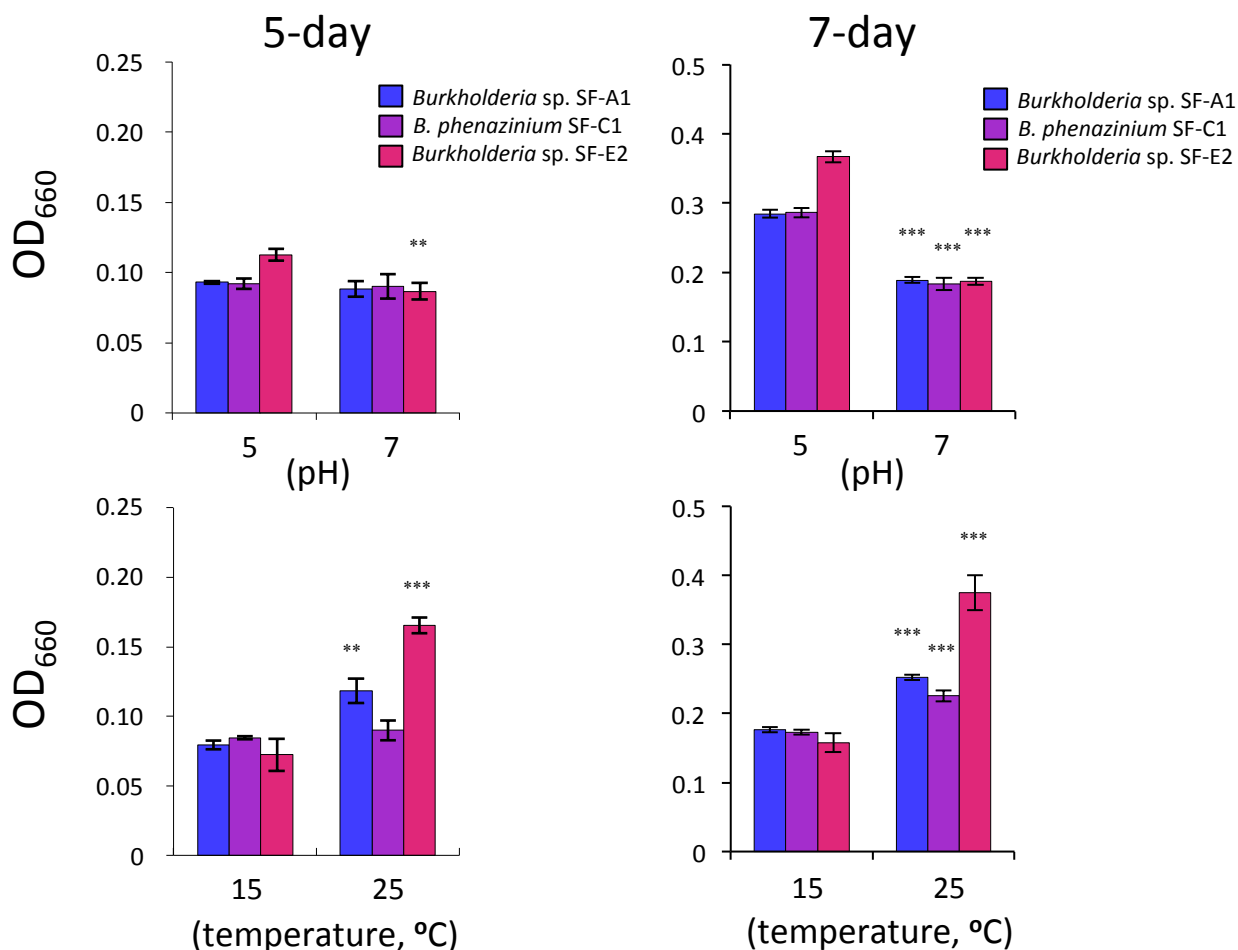 5-day
0.25
0.20
0.15
0.10
0.05
0
OD660
Burkholderia sp. SF-A1
B. phenazinium SF-C1
Burkholderia sp. SF-E2
**
5
7
(pH)
7-day
0.5
0.4
0.3
0.2
0.1
0
Burkholderia sp. SF-A1
B. phenazinium SF-C1
Burkholderia sp. SF-E2
*** *** ***
5
7
(pH)
0.25
0.20
0.15
0.10
0.05
0
OD660
**
***
15
25
(temperature, ºC)
0.5
0.4
0.3
0.2
0.1
0
***
***
***
15
25
(temperature, ºC)